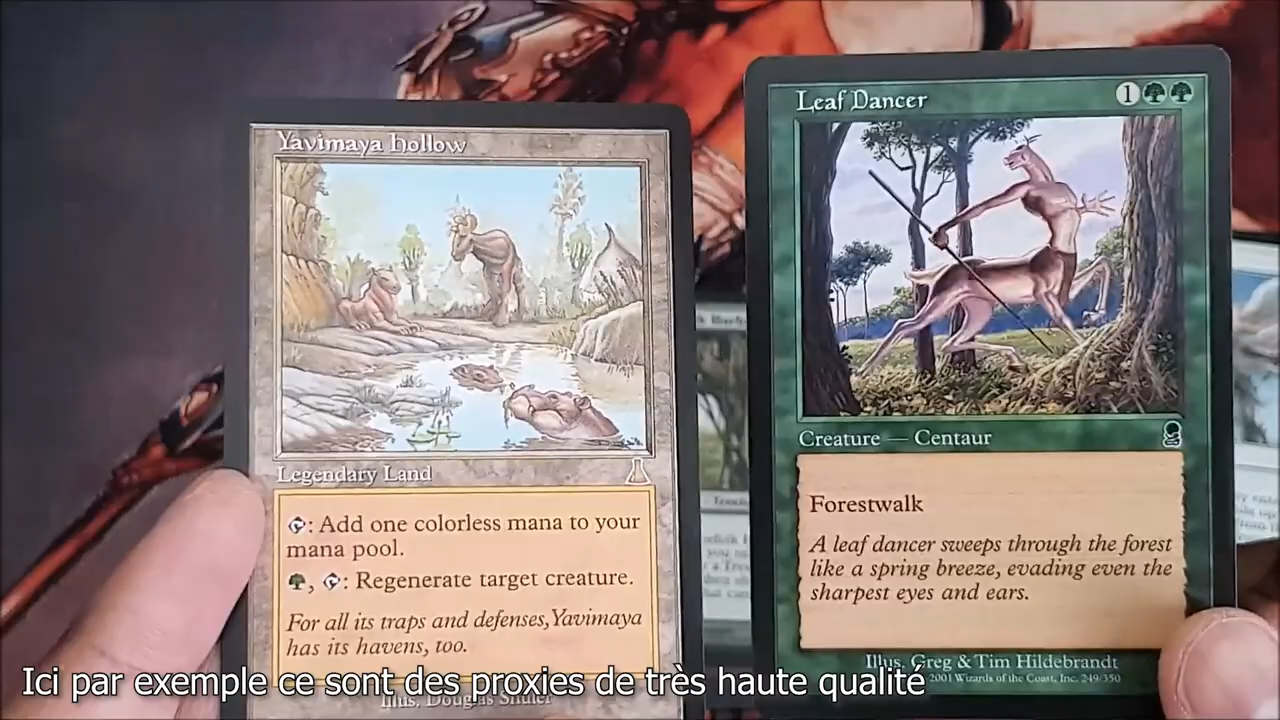 Yavimaya hollow
Legendary Land
: Add one colorless mana to your
mana pool.
, : Regenerate target creature.
For all its traps and defenses, Yavimaya
has its havens, too.
Illus. Douglas Shuler
Leaf Dancer
1
Creature — Centaur
Forestwalk
A leaf dancer sweeps through the forest
like a spring breeze, evading even the
sharpest eyes and ears.
Illus. Greg & Tim Hildebrandt
2001 Wizards of the Coast, Inc. 249/350
Ici par exemple ce sont des proxies de très haute qualité